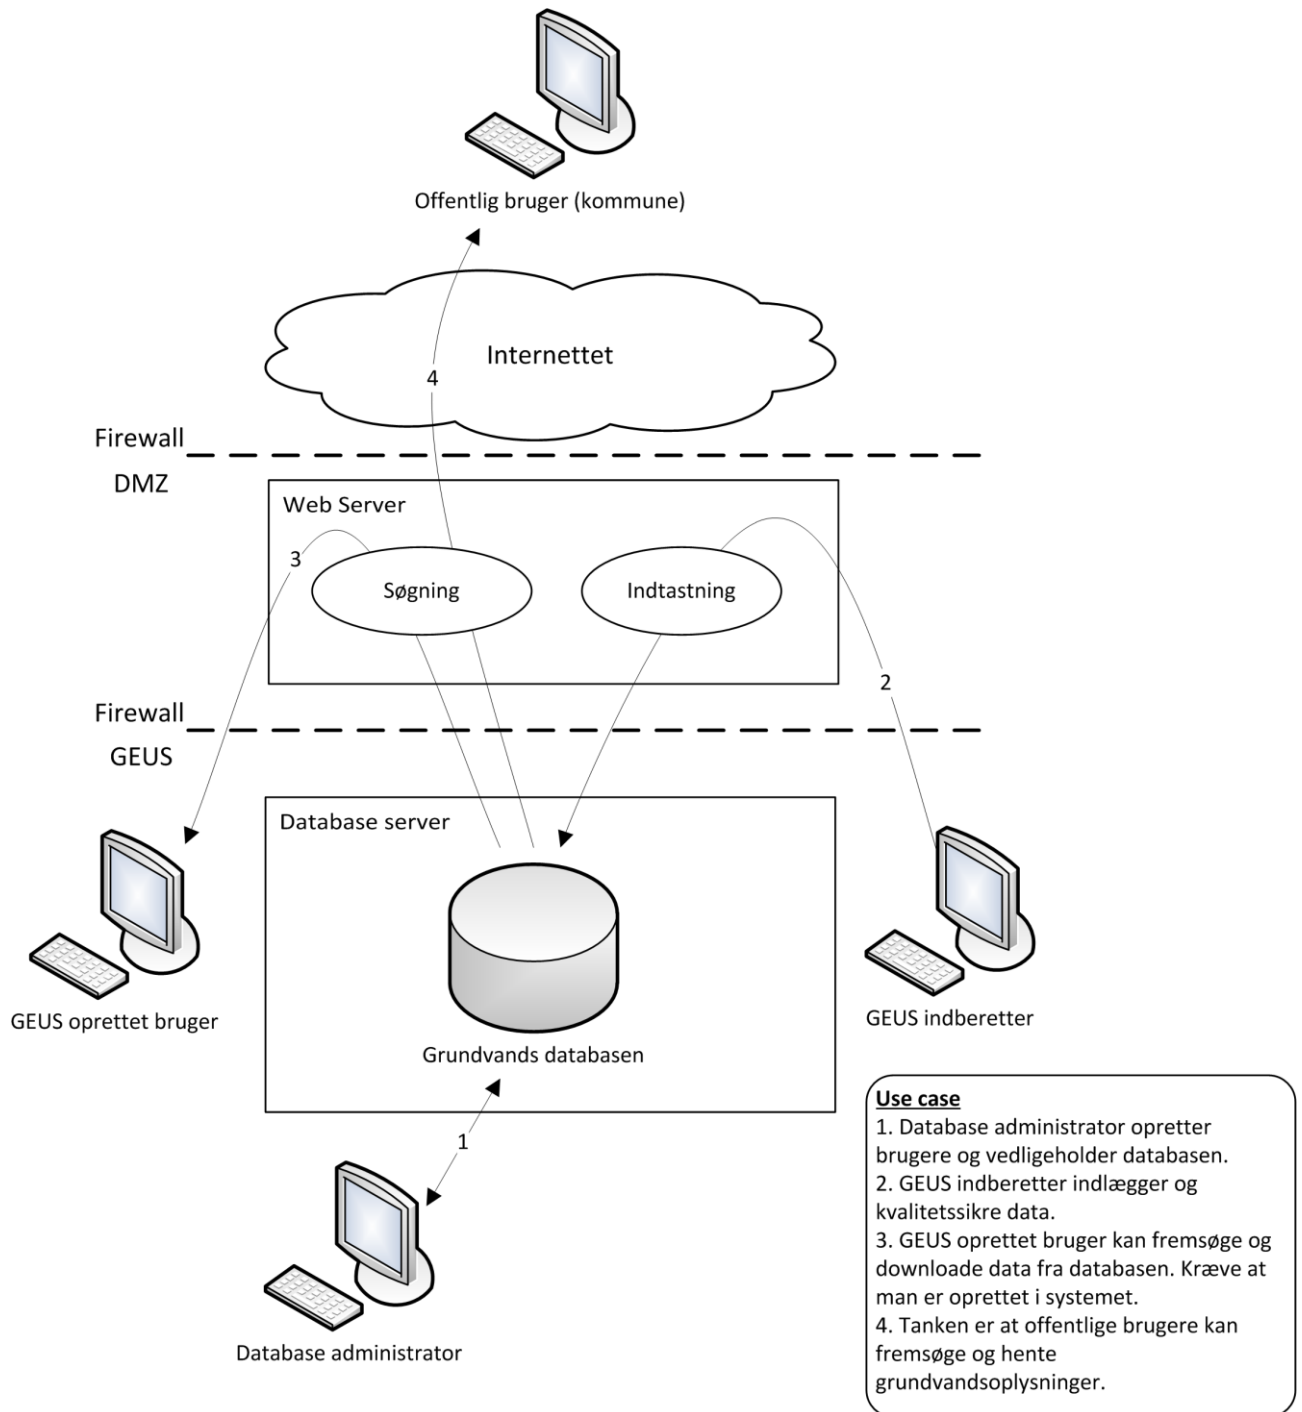 Offentlig bruger (kommune)
Internettet
4
Firewall
DMZ
Web Server
3
Søgning
Indtastning
2
Firewall
GEUS
Database server
GEUS oprettet bruger
GEUS indberetter
Grundvands databasen
1
Database administrator
Use case
1. Database administrator opretter
brugere og vedligeholder databasen.
2. GEUS indberetter indlægger og
kvalitetssikre data.
3. GEUS oprettet bruger kan fremsøge og
downloade data fra databasen. Kræve at
man er oprettet i systemet.
4. Tanken er at offentlige brugere kan
fremsøge og hente
grundvandsoplysninger.